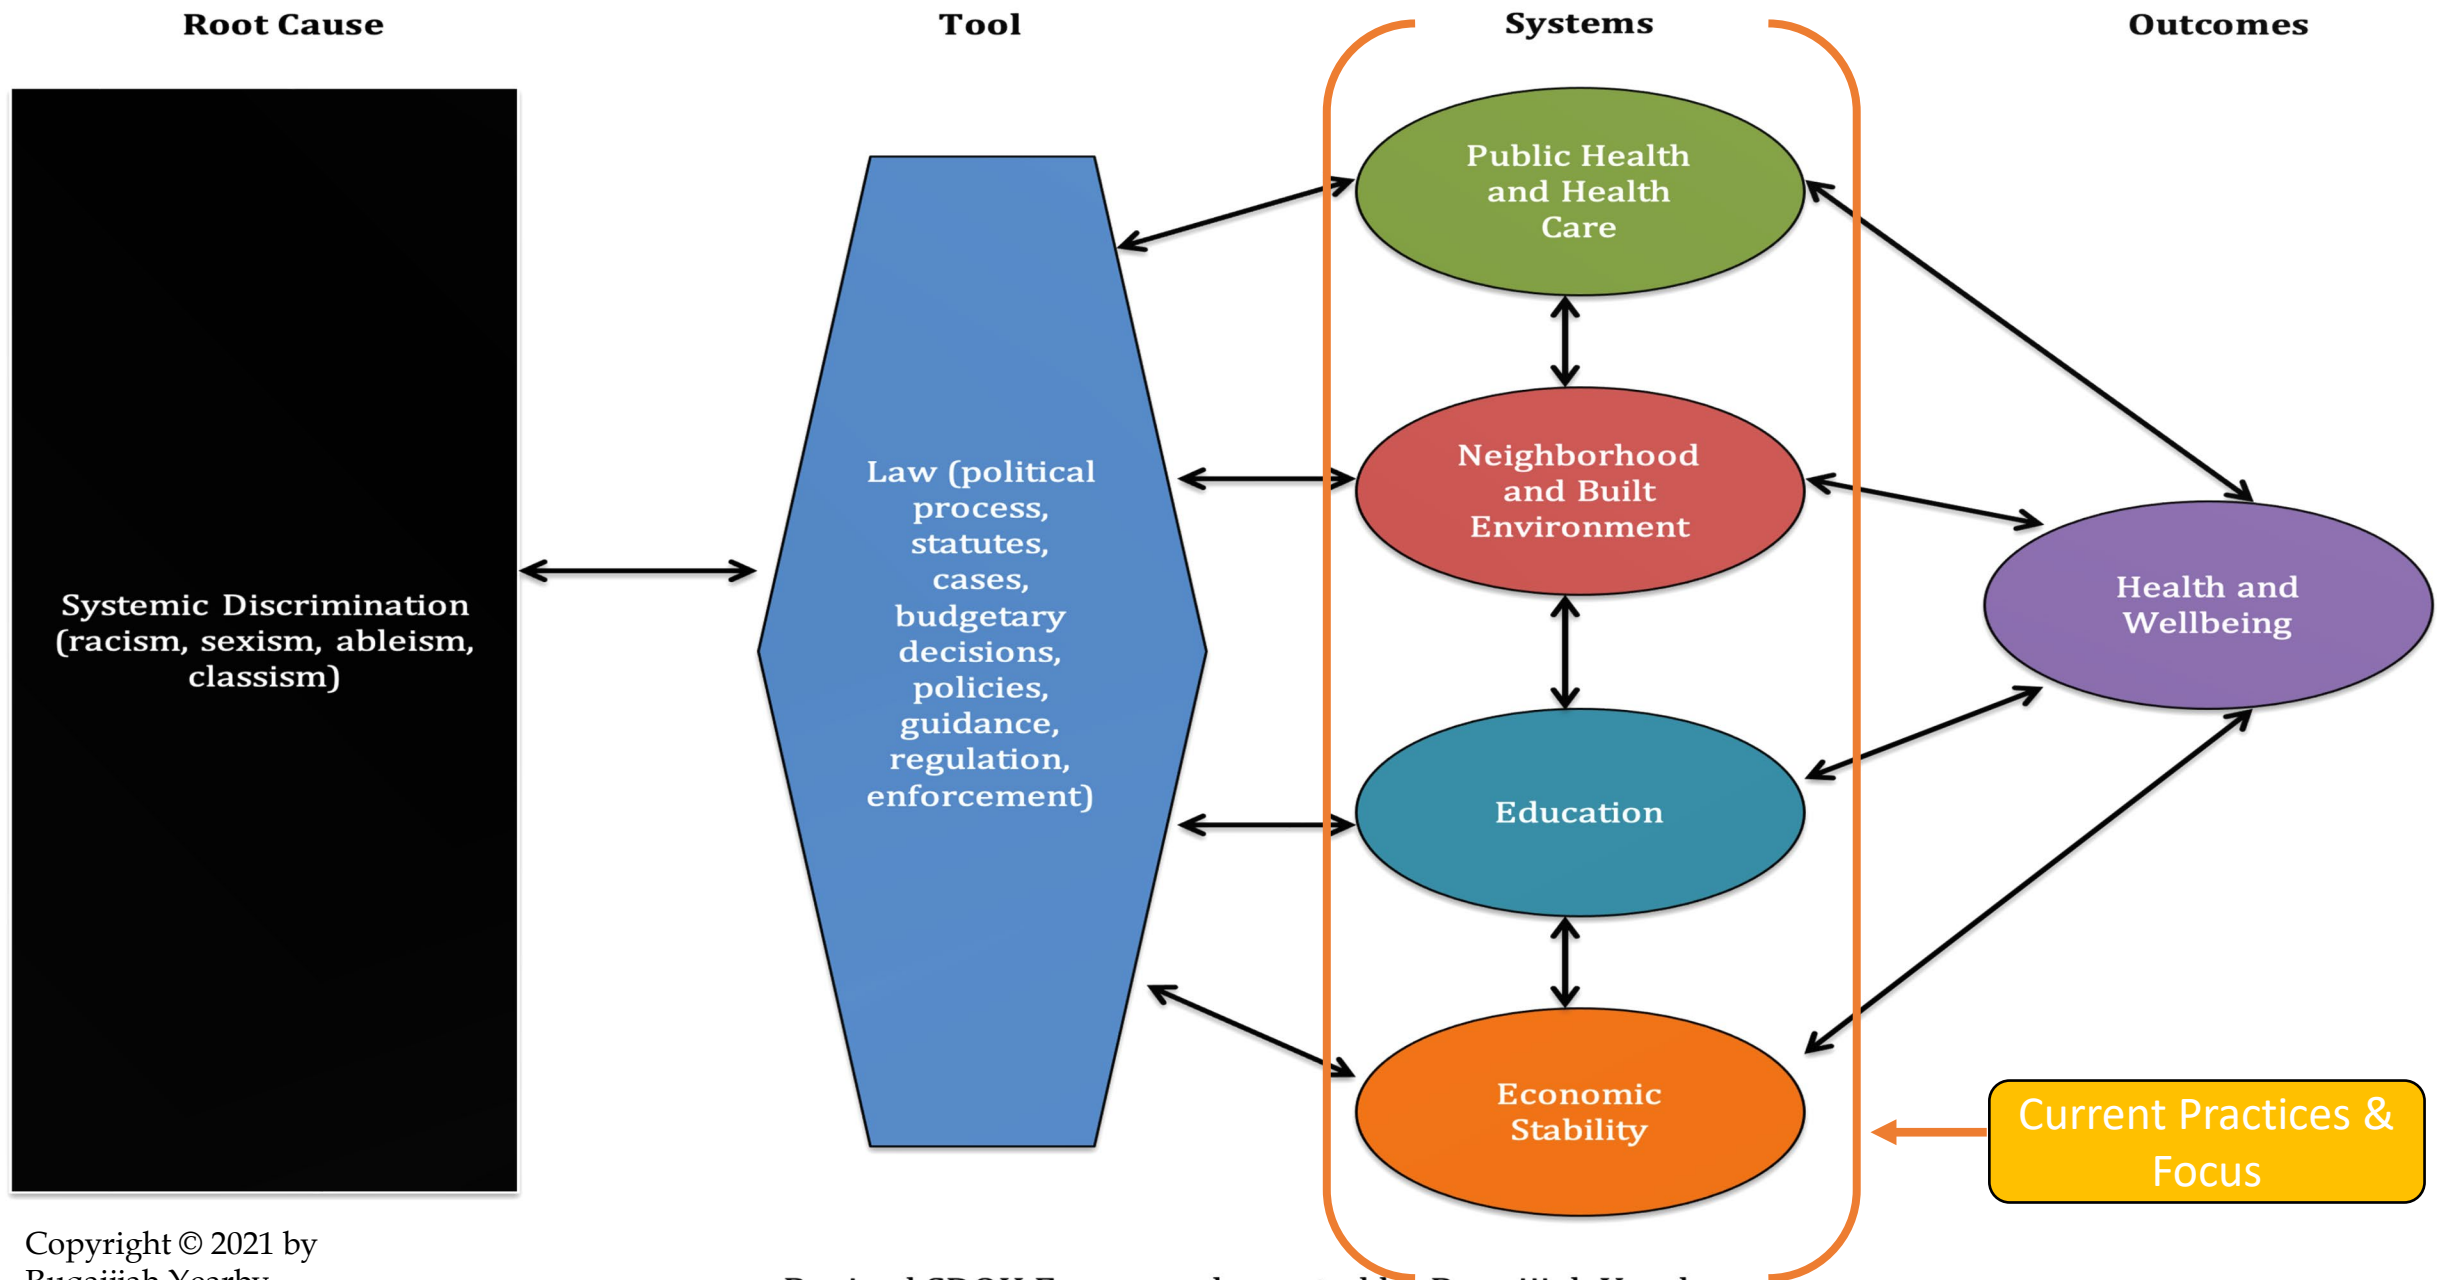 Root Cause
Tool
Systems
Outcomes
Systemic Discrimination
(racism, sexism, ableism,
classism)
Law (political
process,
statutes,
cases,
budgetary
decisions,
policies,
guidance,
regulation,
enforcement)
Public Health
and Health
Care
Neighborhood
and Built
Environment
Education
Economic
Stability
Health and
Wellbeing
Current Practices &
Focus
Copyright © 2021 by